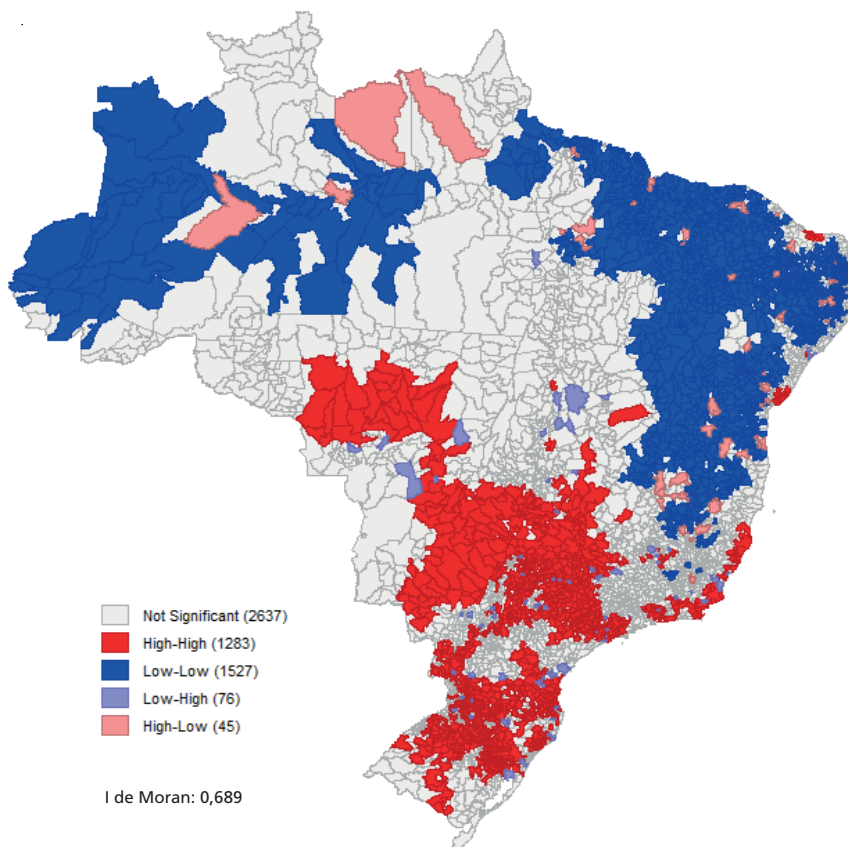 Not Significant (2637)
High-High (1283)
Low-Low (1527)
Low-High (76)
High-Low (45)
I de Moran: 0,689